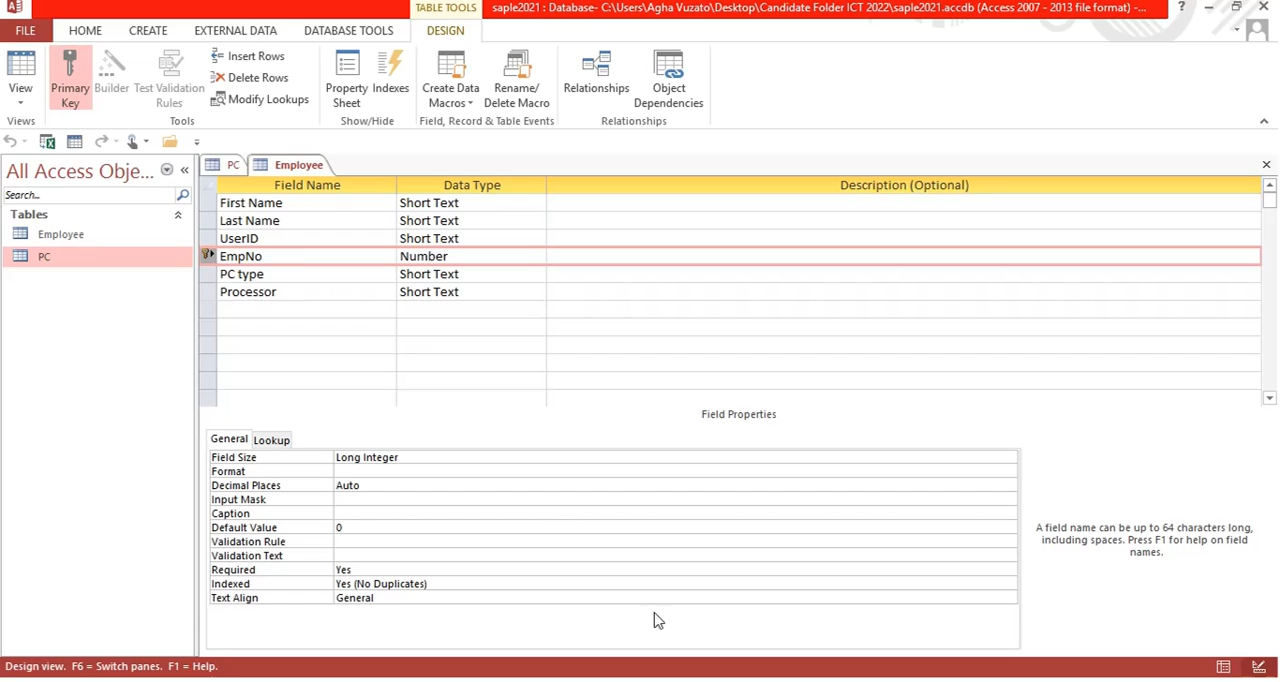 TABLE TOOLS
saple2021 : Database- C:\Users\Agha Vuzato\Desktop\Candidate Folder ICT 2022\saple2021.accdb (Access 2007 - 2013 file format) -...
FILE HOME CREATE EXTERNAL DATA DATABASE TOOLS DESIGN
View
Primary Key
Builder
Test Validation Rules
Insert Rows
Delete Rows
Modify Lookups
Property Sheet
Indexes
Create Data Macros
Rename/ Delete Macro
Relationships
Object Dependencies
Views
Tools
Show/Hide
Field, Record & Table Events
Relationships
All Access Obje...
Search...
Tables
Employee
PC
PC Employee
Field Name Data Type Description (Optional)
First Name Short Text
Last Name Short Text
UserID Short Text
EmpNo Number
PC type Short Text
Processor Short Text
Field Properties
General Lookup
Field Size Long Integer
Format
Decimal Places Auto
Input Mask
Caption
Default Value 0
Validation Rule
Validation Text
Required Yes
Indexed Yes (No Duplicates)
Text Align General
A field name can be up to 64 characters long,
including spaces. Press F1 for help on field
names.
Design view. F6 = Switch panes. F1 = Help.